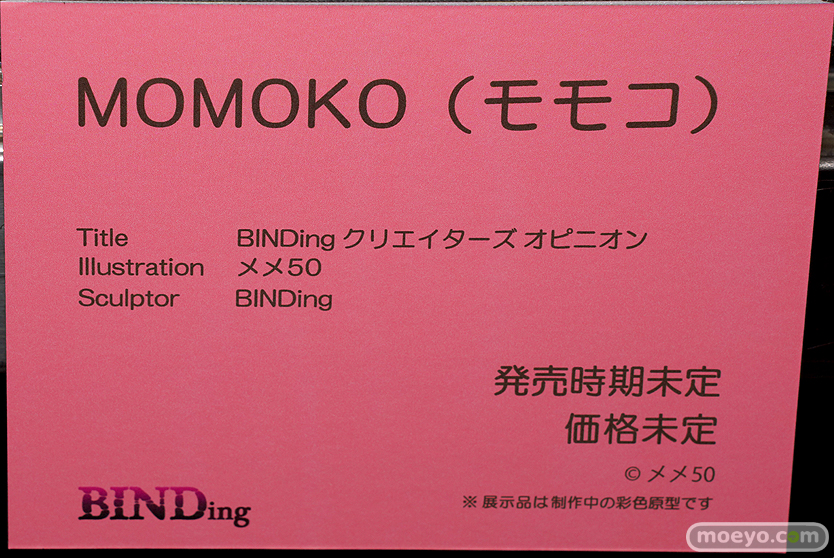 MOMOKO（モモコ）
Title BINDing クリエイターズ オピニオン
Illustration メメ50
Sculptor BINDing
発売時期未定
価格未定
© メメ50
BINDing
※ 展示品は制作中の彩色原型です
moeyo.com